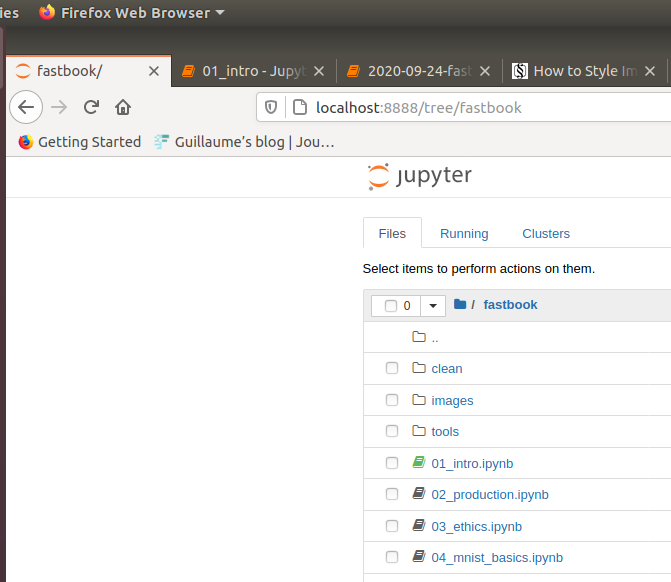 ies Firefox Web Browser
fastbook/ 01_intro - Jupyt 2020-09-24-fast How to Style Im
localhost:8888/tree/fastbook
Getting Started Guillaume's blog | Jou…
jupyter
Files Running Clusters
Select items to perform actions on them.
0 / fastbook
..
clean
images
tools
01_intro.ipynb
02_production.ipynb
03_ethics.ipynb
04_mnist_basics.ipynb